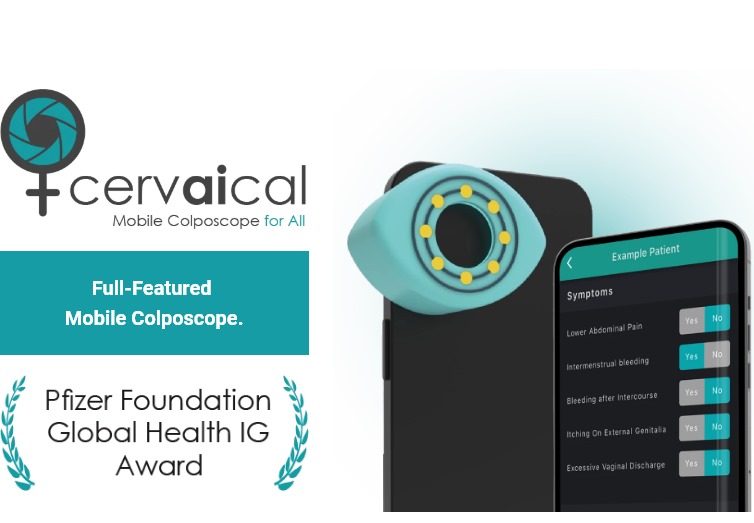 cervaical
Mobile Colposcope for All
Full-Featured
Mobile Colposcope.
Pfizer Foundation
Global Health IG
Award
Example Patient
Symptoms
Lower Abdominal Pain Yes No
Intermenstrual bleeding Yes No
Bleeding after Intercourse Yes No
Itching On External Genitalia Yes No
Excessive Vaginal Discharge Yes No